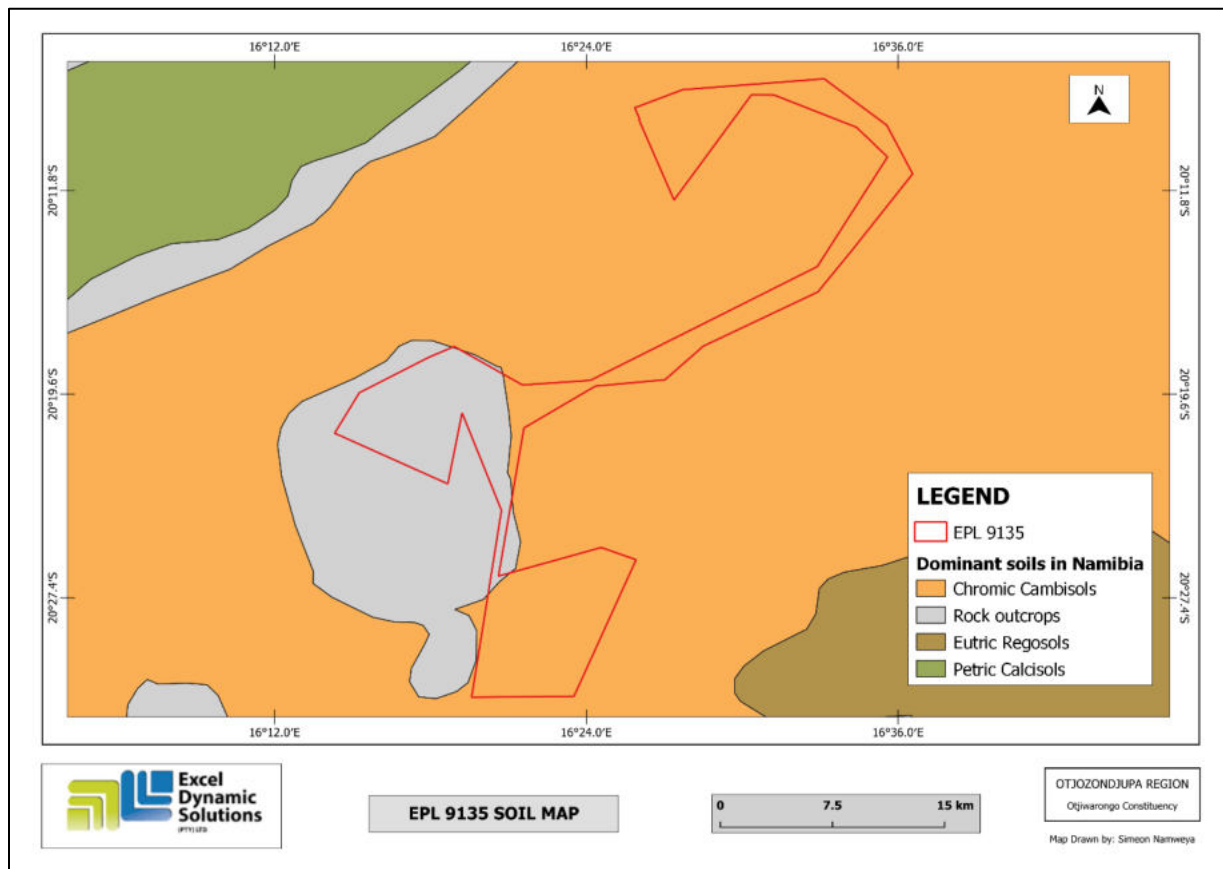 16°12.0'E 16°24.0'E 16°36.0'E
N
20°11.8'S 20°11.8'S
20°19.6'S 20°19.6'S
20°27.4'S 20°27.4'S
LEGEND
EPL 9135
Dominant soils in Namibia
Chromic Cambisols
Rock outcrops
Eutric Regosols
Petric Calcisols
16°12.0'E 16°24.0'E 16°36.0'E
Excel
Dynamic
Solutions
(PTY) LTD
EPL 9135 SOIL MAP
0 7.5 15 km
OTJOZONDJUPA REGION
Otjiwarongo Constituency
Map Drawn by: Simeon Namweya